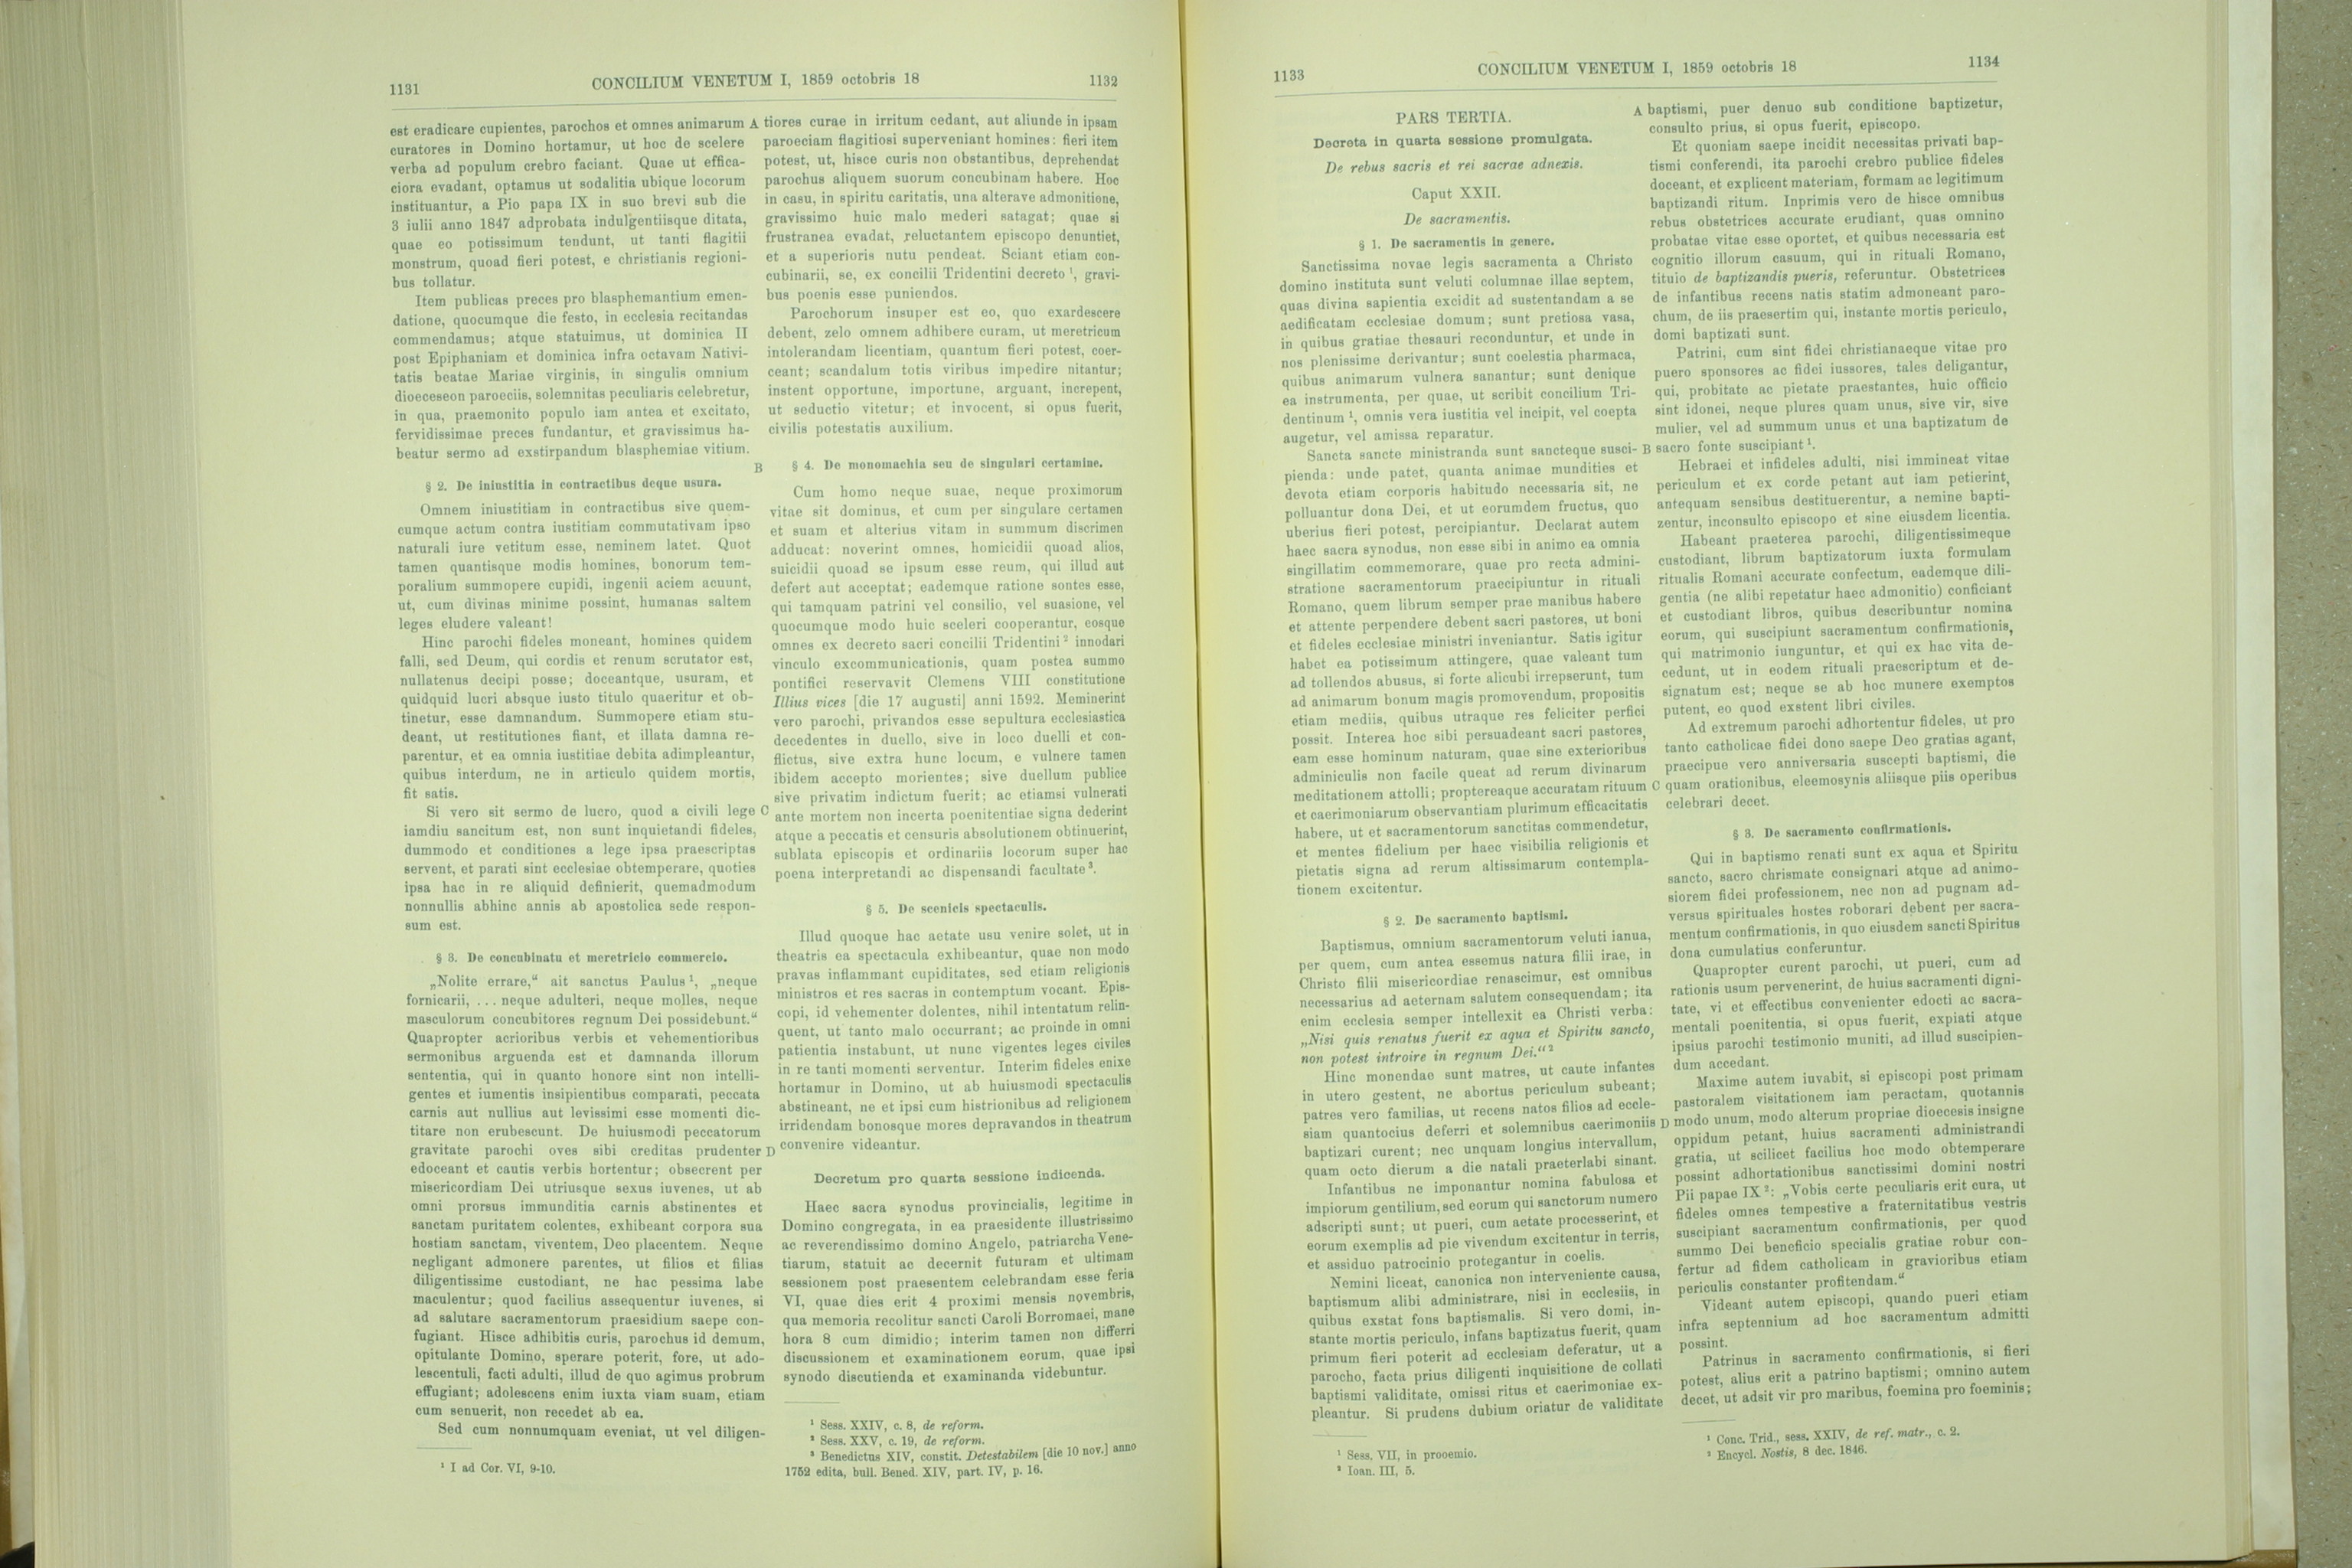 1131
CONCILIUM VENETUM I, 1859 octobris 18
1132
est eradicare cupientes, parochos et omnes animarum
curatores in Domino hortamur, ut hoc de scelere
verba ad populum crebro faciant. Quae ut effica-
ciora evadant, optamus ut sodalitia ubique locorum
instituantur, a Pio papa IX in suo brevi sub die
3 iulii anno 1847 adprobata indulgentiisque ditata,
quae eo potissimum tendunt, ut tanti flagitii
monstrum, quoad fieri potest, e christianis regioni-
bus tollatur.
Item publicas preces pro blasphemantium emen-
datione, quocumque die festo, in ecclesia recitandas
commendamus; atque statuimus, ut dominica II
post Epiphaniam et dominica infra octavam Nativi-
tatis beatae Mariae virginis, in singulis omnium
dioeceseon paroeciis, solemnitas peculiaris celebretur,
in qua, praemonito populo iam antea et excitato,
fervidissimae preces fundantur, et gravissimus ha-
beatur sermo ad exstirpandum blasphemiae vitium.
§ 2. De iniustitia in contractibus deque usura.
Omnem iniustitiam in contractibus sive quem-
cumque actum contra iustitiam commutativam ipso
naturali iure vetitum esse, neminem latet. Quot
tamen quantisque modis homines, bonorum tem-
poralium summopere cupidi, ingenii aciem acuunt,
ut, cum divinas minime possint, humanas saltem
leges eludere valeant!
Hinc parochi fideles moneant, homines quidem
falli, sed Deum, qui cordis et renum scrutator est,
nullatenus decipi posse; doceantque, usuram, et
quidquid lucri absque iusto titulo quaeritur et ob-
tinetur, esse damnandum. Summopere etiam stu-
deant, ut restitutiones fiant, et illata damna re-
parentur, et ea omnia iustitiae debita adimpleantur,
quibus interdum, ne in articulo quidem mortis,
fit satis.
Si vero sit sermo de lucro, quod a civili lege
iamdiu sancitum est, non sunt inquietandi fideles,
dummodo et conditiones a lege ipsa praescriptas
servent, et parati sint ecclesiae obtemperare, quoties
ipsa hac in re aliquid definierit, quemadmodum
nonnullis abhinc annis ab apostolica sede respon-
sum est.
§ 3. De concubinatu et meretricio commercio.
„Nolite errare,“ ait sanctus Paulus ¹, „neque
fornicarii, ... neque adulteri, neque molles, neque
masculorum concubitores regnum Dei possidebunt.“
Quapropter acrioribus verbis et vehementioribus
sermonibus arguenda est et damnanda illorum
sententia, qui in quanto honore sint non intelli-
gentes et iumentis insipientibus comparati, peccata
carnis aut nullius aut levissimi esse momenti dic-
titare non erubescunt. De huiusmodi peccatorum
gravitate parochi oves sibi creditas prudenter
edoceant et cautis verbis hortentur; obsecrent per
misericordiam Dei utriusque sexus iuvenes, ut ab
omni prorsus immunditia carnis abstinentes et
sanctam puritatem colentes, exhibeant corpora sua
hostiam sanctam, viventem, Deo placentem. Neque
negligant admonere parentes, ut filios et filias
diligentissime custodiant, ne hac pessima labe
maculentur; quod facilius assequentur iuvenes, si
ad salutare sacramentorum praesidium saepe con-
fugiant. Hisce adhibitis curis, parochus id demum,
opitulante Domino, sperare poterit, fore, ut ado-
lescentuli, facti adulti, illud de quo agimus probrum
effugiant; adolescens enim iuxta viam suam, etiam
cum senuerit, non recedet ab ea.
Sed cum nonnumquam eveniat, ut vel diligen-
¹ I ad Cor. VI, 9-10.
A
B
C
D
tiores curae in irritum cedant, aut aliunde in ipsam
paroeciam flagitiosi superveniant homines: fieri item
potest, ut, hisce curis non obstantibus, deprehendat
parochus aliquem suorum concubinam habere. Hoc
in casu, in spiritu caritatis, una alterave admonitione,
gravissimo huic malo mederi satagat; quae si
frustranea evadat, reluctantem episcopo denuntiet,
et a superioris nutu pendeat. Sciant etiam con-
cubinarii, se, ex concilii Tridentini decreto ¹, gravi-
bus poenis esse puniendos.
Parochorum insuper est eo, quo exardescere
debent, zelo omnem adhibere curam, ut meretricum
intolerandam licentiam, quantum fieri potest, coer-
ceant; scandalum totis viribus impedire nitantur;
instent opportune, importune, arguant, increpent,
ut seductio vitetur; et invocent, si opus fuerit,
civilis potestatis auxilium.
§ 4. De monomachia seu de singulari certamine.
Cum homo neque suae, neque proximorum
vitae sit dominus, et cum per singulare certamen
et suam et alterius vitam in summum discrimen
adducat: noverint omnes, homicidii quoad alios,
suicidii quoad se ipsum esse reum, qui illud aut
defert aut acceptat; eademque ratione sontes esse,
qui tamquam patrini vel consilio, vel suasione, vel
quocumque modo huic sceleri cooperantur, eosque
omnes ex decreto sacri concilii Tridentini ² innodari
vinculo excommunicationis, quam postea summo
pontifici reservavit Clemens VIII constitutione
Illius vices [die 17 augusti] anni 1592. Meminerint
vero parochi, privandos esse sepultura ecclesiastica
decedentes in duello, sive in loco duelli et con-
flictus, sive extra hunc locum, e vulnere tamen
ibidem accepto morientes; sive duellum publice
sive privatim indictum fuerit; ac etiamsi vulnerati
ante mortem non incerta poenitentiae signa dederint
atque a peccatis et censuris absolutionem obtinuerint,
sublata episcopis et ordinariis locorum super hac
poena interpretandi ac dispensandi facultate ³.
§ 5. De scenicis spectaculis.
Illud quoque hac aetate usu venire solet, ut in
theatris ea spectacula exhibeantur, quae non modo
pravas inflammant cupiditates, sed etiam religionis
ministros et res sacras in contemptum vocant. Epis-
copi, id vehementer dolentes, nihil intentatum relin-
quent, ut tanto malo occurrant; ac proinde in omni
patientia instabunt, ut nunc vigentes leges civiles
in re tanti momenti serventur. Interim fideles enixe
hortamur in Domino, ut ab huiusmodi spectaculis
abstineant, ne et ipsi cum histrionibus ad religionem
irridendam bonosque mores depravandos in theatrum
convenire videantur.
Decretum pro quarta sessione indicenda.
Haec sacra synodus provincialis, legitime in
Domino congregata, in ea praesidente illustrissimo
ac reverendissimo domino Angelo, patriarcha Vene-
tiarum, statuit ac decernit futuram et ultimam
sessionem post praesentem celebrandam esse feria
VI, quae dies erit 4 proximi mensis novembris,
qua memoria recolitur sancti Caroli Borromaei, mane
hora 8 cum dimidio; interim tamen non differri
discussionem et examinationem eorum, quae ipsi
synodo discutienda et examinanda videbuntur.
¹ Sess. XXIV, c. 8, de reform.
² Sess. XXV, c. 19, de reform.
³ Benedictus XIV, constit. Detestabilem [die 10 nov.] anno
1752 edita, bull. Bened. XIV, part. IV, p. 16.
1133
CONCILIUM VENETUM I, 1859 octobris 18
1134
PARS TERTIA.
Decreta in quarta sessione promulgata.
De rebus sacris et rei sacrae adnexis.
Caput XXII.
De sacramentis.
§ 1. De sacramentis in genere.
Sanctissima novae legis sacramenta a Christo
domino instituta sunt veluti columnae illae septem,
quas divina sapientia excidit ad sustentandam a se
aedificatam ecclesiae domum; sunt pretiosa vasa,
in quibus gratiae thesauri reconduntur, et unde in
nos plenissime derivantur; sunt coelestia pharmaca,
quibus animarum vulnera sanantur; sunt denique
ea instrumenta, per quae, ut scribit concilium Tri-
dentinum ¹, omnis vera iustitia vel incipit, vel coepta
augetur, vel amissa reparatur.
Sancta sancte ministranda sunt sancteque susci-
pienda: unde patet, quanta animae mundities et
devota etiam corporis habitudo necessaria sit, ne
polluantur dona Dei, et ut eorumdem fructus, quo
uberius fieri potest, percipiantur. Declarat autem
haec sacra synodus, non esse sibi in animo ea omnia
singillatim commemorare, quae pro recta admini-
stratione sacramentorum praecipiuntur in rituali
Romano, quem librum semper prae manibus habere
et attente perpendere debent sacri pastores, ut boni
et fideles ecclesiae ministri inveniantur. Satis igitur
habet ea potissimum attingere, quae valeant tum
ad tollendos abusus, si forte alicubi irrepserunt, tum
ad animarum bonum magis promovendum, propositis
etiam mediis, quibus utraque res feliciter perfici
possit. Interea hoc sibi persuadeant sacri pastores,
eam esse hominum naturam, quae sine exterioribus
adminiculis non facile queat ad rerum divinarum
meditationem attolli; proptereaque accuratam rituum
et caerimoniarum observantiam plurimum efficacitatis
habere, ut et sacramentorum sanctitas commendetur,
et mentes fidelium per haec visibilia religionis et
pietatis signa ad rerum altissimarum contempla-
tionem excitentur.
§ 2. De sacramento baptismi.
Baptismus, omnium sacramentorum veluti ianua,
per quem, cum antea essemus natura filii irae, in
Christo filii misericordiae renascimur, est omnibus
necessarius ad aeternam salutem consequendam; ita
enim ecclesia semper intellexit ea Christi verba:
„Nisi quis renatus fuerit ex aqua et Spiritu sancto,
non potest introire in regnum Dei.“ ²
Hinc monendae sunt matres, ut caute infantes
in utero gestent, ne abortus periculum subeant;
patres vero familias, ut recens natos filios ad eccle-
siam quantocius deferri et solemnibus caerimoniis
baptizari curent; nec unquam longius intervallum,
quam octo dierum a die natali praeterlabi sinant.
Infantibus ne imponantur nomina fabulosa et
impiorum gentilium, sed eorum qui sanctorum numero
adscripti sunt; ut pueri, cum aetate processerint, et
eorum exemplis ad pie vivendum excitentur in terris,
et assiduo patrocinio protegantur in coelis.
Nemini liceat, canonica non interveniente causa,
baptismum alibi administrare, nisi in ecclesiis, in
quibus exstat fons baptismalis. Si vero domi, in-
stante mortis periculo, infans baptizatus fuerit, quam
primum fieri poterit ad ecclesiam deferatur, ut a
parocho, facta prius diligenti inquisitione de collati
baptismi validitate, omissi ritus et caerimoniae ex-
pleantur. Si prudens dubium oriatur de validitate
¹ Sess. VII, in prooemio.
² Ioan. III, 5.
A
B
C
D
baptismi, puer denuo sub conditione baptizetur,
consulto prius, si opus fuerit, episcopo.
Et quoniam saepe incidit necessitas privati bap-
tismi conferendi, ita parochi crebro publice fideles
doceant, et explicent materiam, formam ac legitimum
baptizandi ritum. Inprimis vero de hisce omnibus
rebus obstetrices accurate erudiant, quas omnino
probatae vitae esse oportet, et quibus necessaria est
cognitio illorum casuum, qui in rituali Romano,
tituio de baptizandis pueris, referuntur. Obstetrices
de infantibus recens natis statim admoneant paro-
chum, de iis praesertim qui, instante mortis periculo,
domi baptizati sunt.
Patrini, cum sint fidei christianaeque vitae pro
puero sponsores ac fidei iussores, tales deligantur,
qui, probitate ac pietate praestantes, huic officio
sint idonei, neque plures quam unus, sive vir, sive
mulier, vel ad summum unus et una baptizatum de
sacro fonte suscipiant ¹.
Hebraei et infideles adulti, nisi immineat vitae
periculum et ex corde petant aut iam petierint,
antequam sensibus destituerentur, a nemine bapti-
zentur, inconsulto episcopo et sine eiusdem licentia.
Habeant praeterea parochi, diligentissimeque
custodiant, librum baptizatorum iuxta formulam
ritualis Romani accurate confectum, eademque dili-
gentia (ne alibi repetatur haec admonitio) conficiant
et custodiant libros, quibus describuntur nomina
eorum, qui suscipiunt sacramentum confirmationis,
qui matrimonio iunguntur, et qui ex hac vita de-
cedunt, ut in eodem rituali praescriptum et de-
signatum est; neque se ab hoc munere exemptos
putent, eo quod exstent libri civiles.
Ad extremum parochi adhortentur fideles, ut pro
tanto catholicae fidei dono saepe Deo gratias agant,
praecipue vero anniversaria suscepti baptismi, die
quam orationibus, eleemosynis aliisque piis operibus
celebrari decet.
§ 3. De sacramento confirmationis.
Qui in baptismo renati sunt ex aqua et Spiritu
sancto, sacro chrismate consignari atque ad animo-
siorem fidei professionem, nec non ad pugnam ad-
versus spirituales hostes roborari debent per sacra-
mentum confirmationis, in quo eiusdem sancti Spiritus
dona cumulatius conferuntur.
Quapropter curent parochi, ut pueri, cum ad
rationis usum pervenerint, de huius sacramenti digni-
tate, vi et effectibus convenienter edocti ac sacra-
mentali poenitentia, si opus fuerit, expiati atque
ipsius parochi testimonio muniti, ad illud suscipien-
dum accedant.
Maxime autem iuvabit, si episcopi post primam
pastoralem visitationem iam peractam, quotannis
modo unum, modo alterum propriae dioecesis insigne
oppidum petant, huius sacramenti administrandi
gratia, ut scilicet facilius hoc modo obtemperare
possint adhortationibus sanctissimi domini nostri
Pii papae IX ²: „Vobis certe peculiaris erit cura, ut
fideles omnes tempestive a fraternitatibus vestris
suscipiant sacramentum confirmationis, per quod
summo Dei beneficio specialis gratiae robur con-
fertur ad fidem catholicam in gravioribus etiam
periculis constanter profitendam.“
Videant autem episcopi, quando pueri etiam
infra septennium ad hoc sacramentum admitti
possint.
Patrinus in sacramento confirmationis, si fieri
potest, alius erit a patrino baptismi; omnino autem
decet, ut adsit vir pro maribus, foemina pro foeminis;
¹ Conc. Trid., sess. XXIV, de ref. matr., c. 2.
² Encycl. Nostis, 8 dec. 1846.